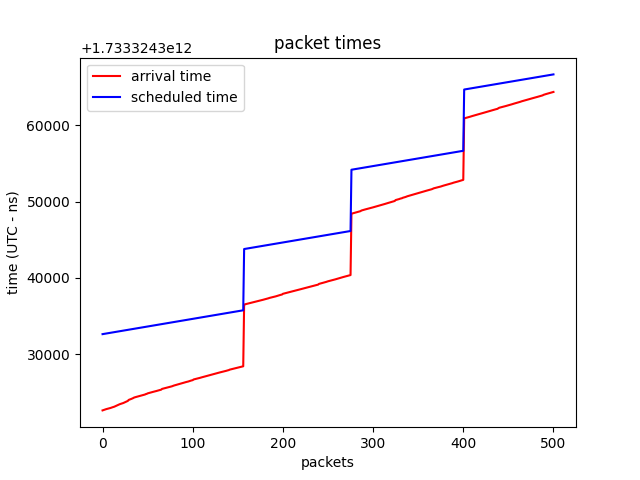 +1.7333243e12
packet times
arrival time
scheduled time
60000
50000
40000
30000
time (UTC - ns)
0 100 200 300 400 500
packets